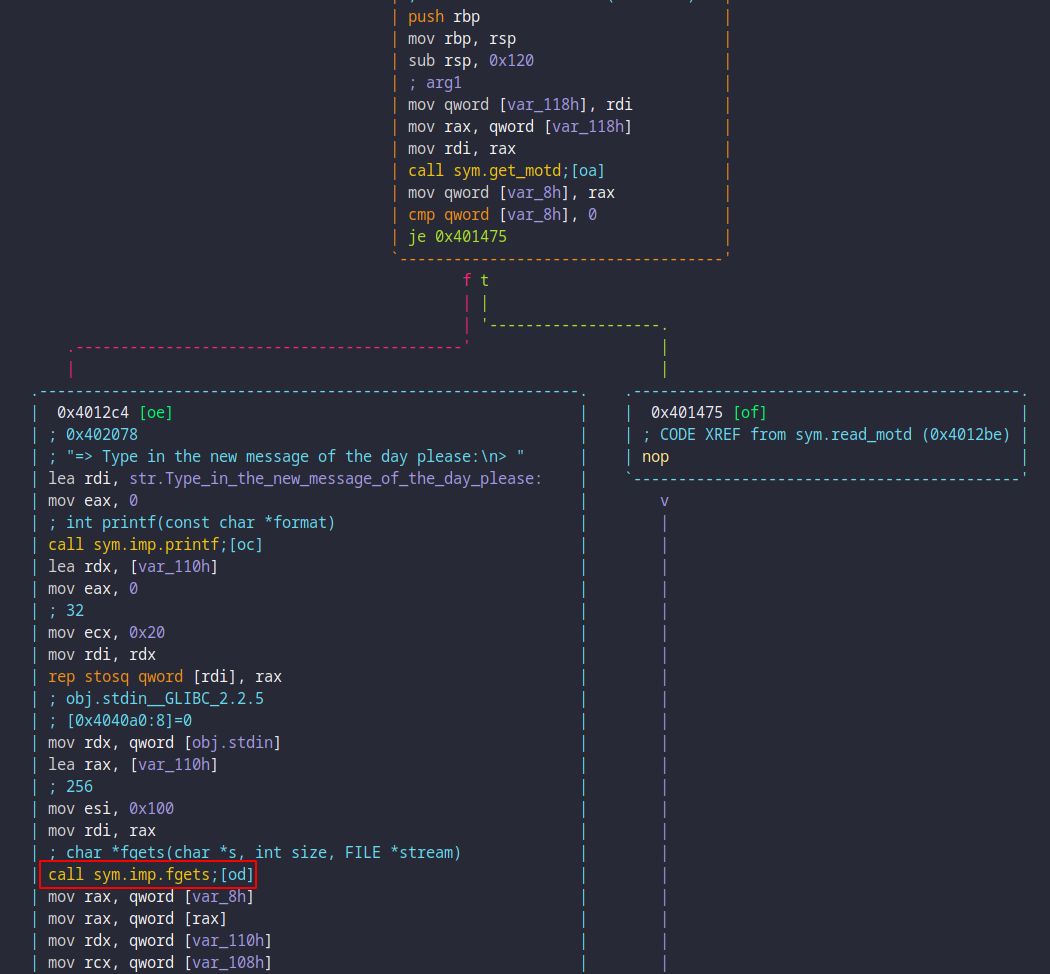 push rbp
mov rbp, rsp
sub rsp, 0x120
; arg1
mov qword [var_118h], rdi
mov rax, qword [var_118h]
mov rdi, rax
call sym.get_motd;[oa]
mov qword [var_8h], rax
cmp qword [var_8h], 0
je 0x401475
f t
0x4012c4 [oe]
; 0x402078
; "=> Type in the new message of the day please:\n> "
lea rdi, str.Type_in_the_new_message_of_the_day_please:
mov eax, 0
; int printf(const char *format)
call sym.imp.printf;[oc]
lea rdx, [var_110h]
mov eax, 0
; 32
mov ecx, 0x20
mov rdi, rdx
rep stosq qword [rdi], rax
; obj.stdin__GLIBC_2.2.5
; [0x4040a0:8]=0
mov rdx, qword [obj.stdin]
lea rax, [var_110h]
; 256
mov esi, 0x100
mov rdi, rax
; char *fgets(char *s, int size, FILE *stream)
call sym.imp.fgets;[od]
mov rax, qword [var_8h]
mov rax, qword [rax]
mov rdx, qword [var_110h]
mov rcx, qword [var_108h]
0x401475 [of]
; CODE XREF from sym.read_motd (0x4012be)
nop
v